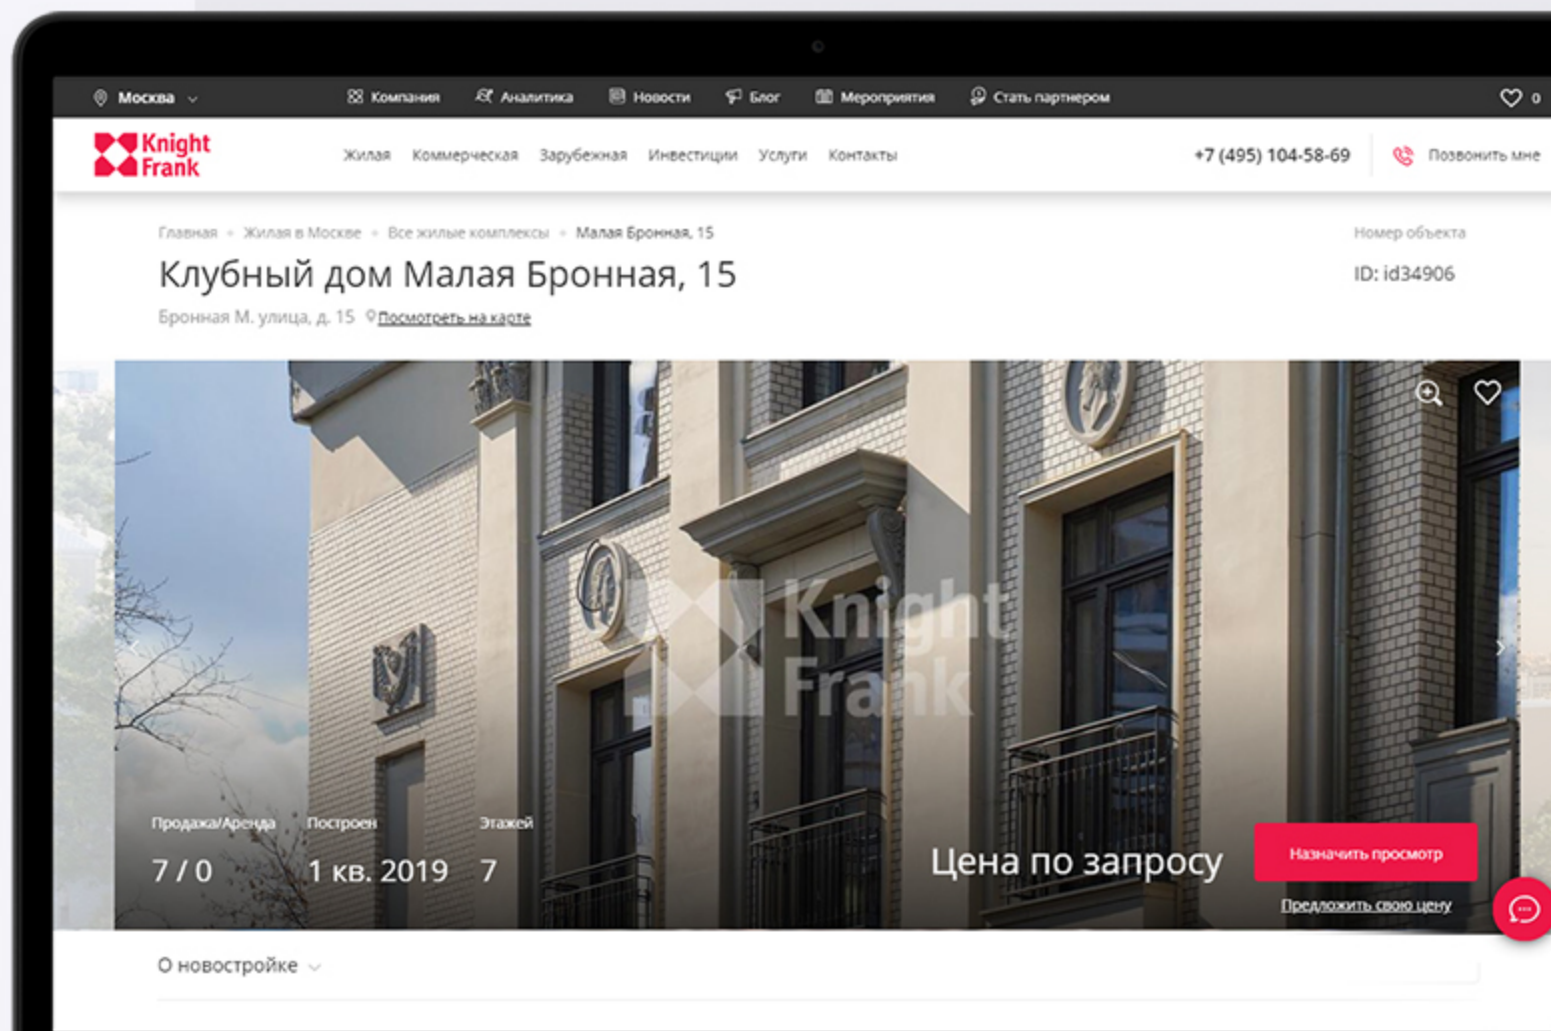 Москва
Компания Аналитика Новости Блог Мероприятия Стать партнером 0
Knight
Frank
Жилая Коммерческая Зарубежная Инвестиции Услуги Контакты +7 (495) 104-58-69 Позвонить мне
Главная Жилая в Москве Все жилые комплексы Малая Бронная, 15 Номер объекта
Клубный дом Малая Бронная, 15 ID: id34906
Бронная М. улица, д. 15 Посмотреть на карте
Knight
Frank
Продажа/Аренда Построен Этажей
7 / 0 1 кв. 2019 7
Цена по запросу Назначить просмотр
Предложить свою цену
О новостройке